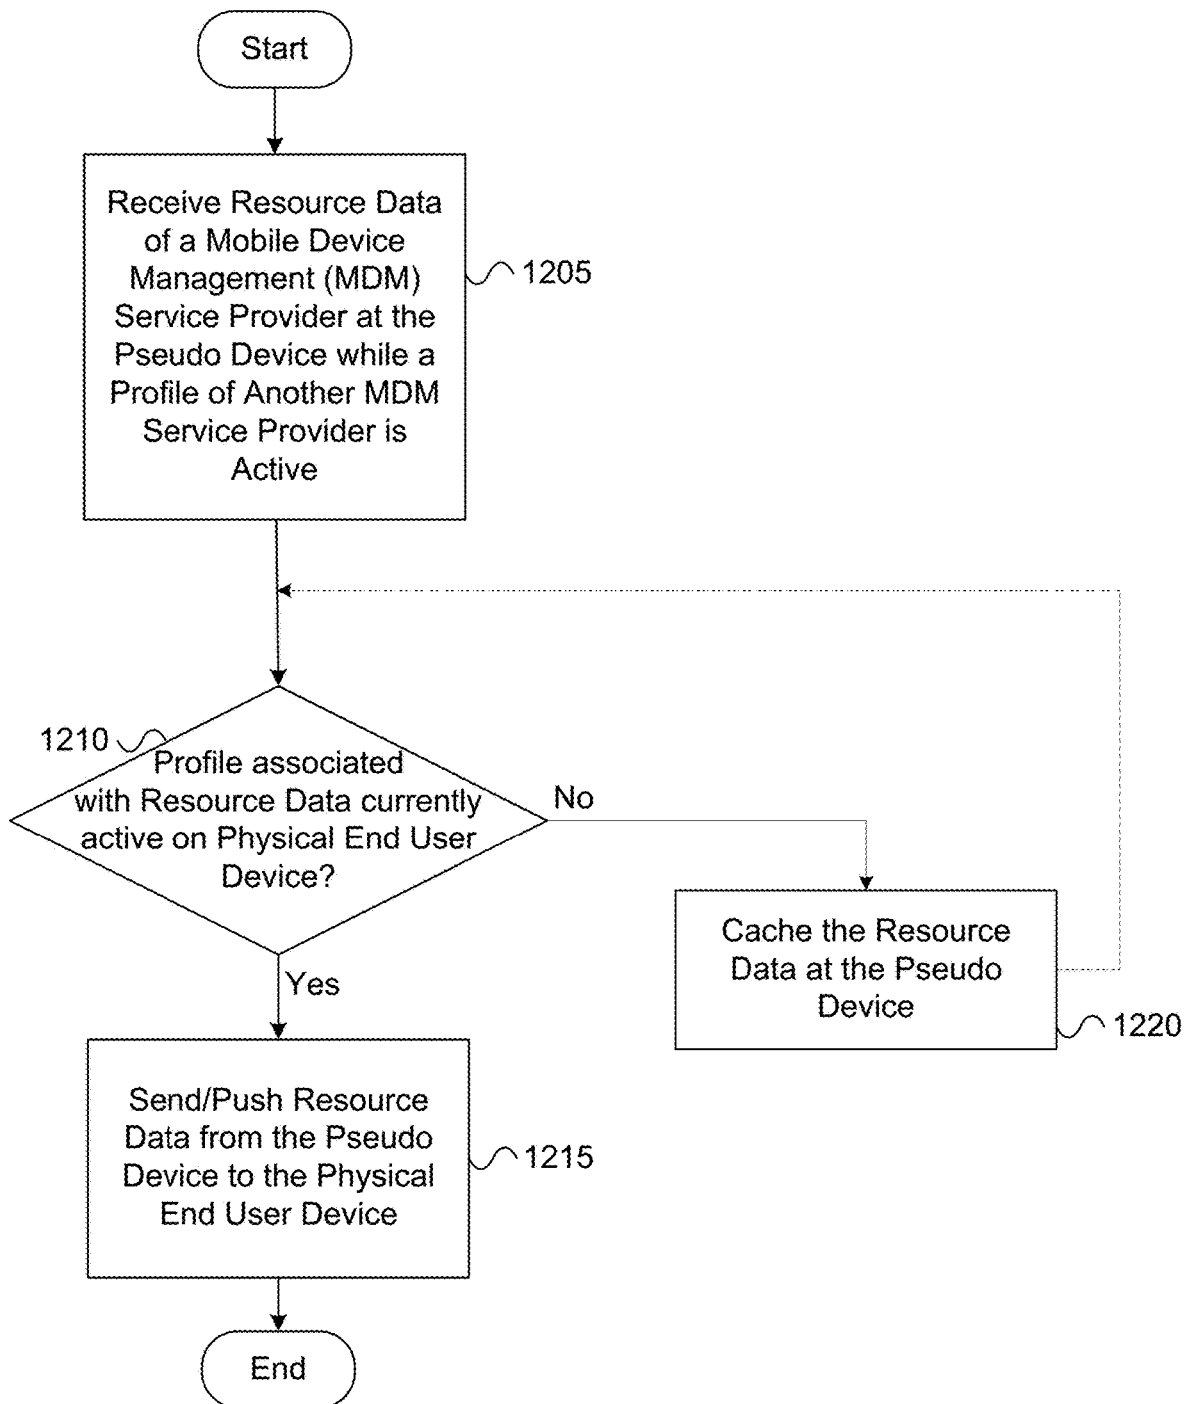 Start
Receive Resource Data
of a Mobile Device
Management (MDM)
Service Provider at the
Pseudo Device while a
Profile of Another MDM
Service Provider is
Active
1205
1210
Profile associated
with Resource Data currently
active on Physical End User
Device?
No
Yes
Cache the Resource
Data at the Pseudo
Device
1220
Send/Push Resource
Data from the Pseudo
Device to the Physical
End User Device
1215
End